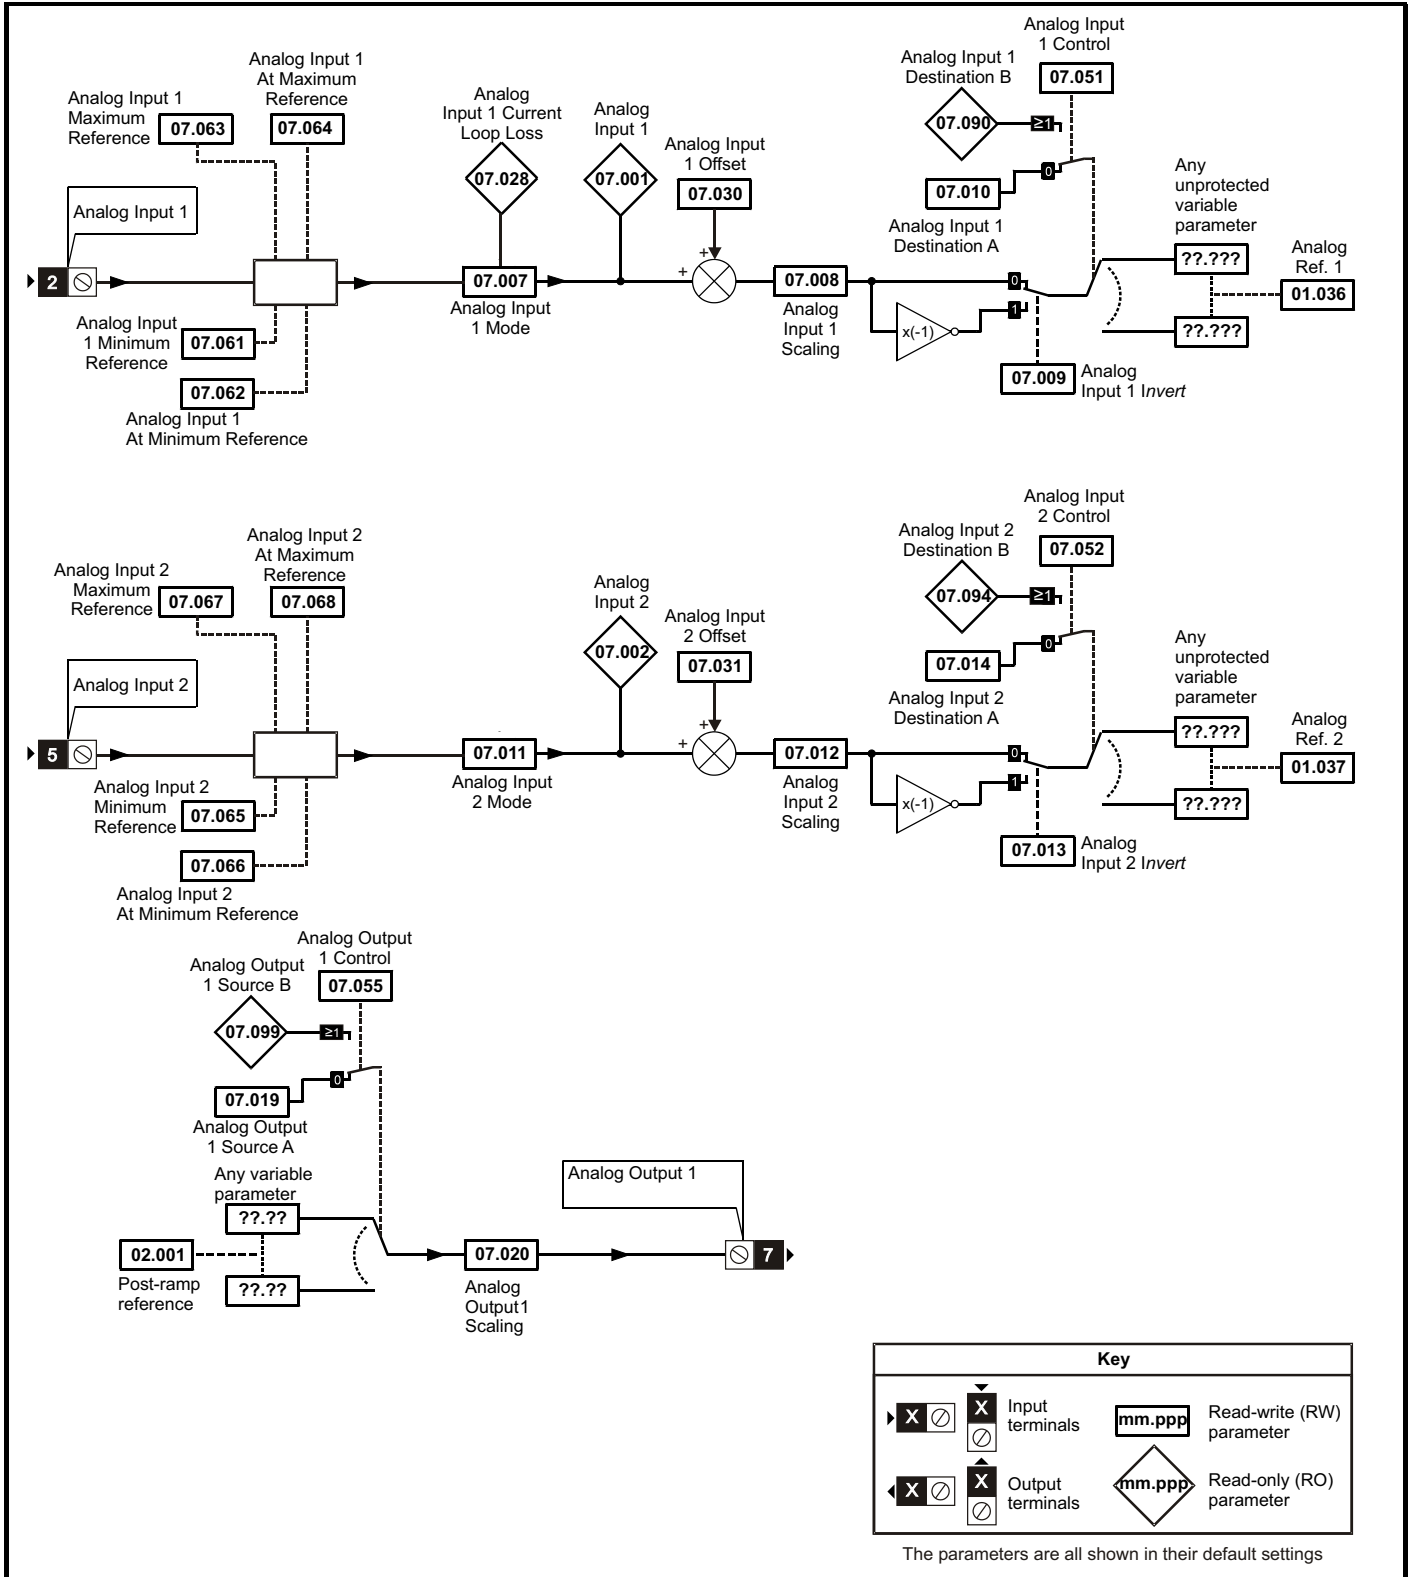 Analog Input 1
Maximum
Reference
07.063
Analog Input 1
At Maximum
Reference
07.064
Analog Input 1
2
Analog Input
1 Minimum
Reference
07.061
07.062
Analog Input 1
At Minimum Reference
Analog
Input 1 Current
Loop Loss
07.028
07.007
Analog Input
1 Mode
Analog
Input 1
07.001
Analog Input
1 Offset
07.030
+
+
07.008
Analog
Input 1
Scaling
x(-1)
Analog Input 1
Destination B
07.090
≥1
Analog Input
1 Control
07.051
0
07.010
Analog Input 1
Destination A
0
1
07.009
Analog
Input 1 Invert
Any
unprotected
variable
parameter
??.???
??.???
Analog
Ref. 1
01.036
Analog Input 2
Maximum
Reference
07.067
Analog Input 2
At Maximum
Reference
07.068
Analog Input 2
5
Analog Input 2
Minimum
Reference
07.065
07.066
Analog Input 2
At Minimum Reference
07.011
Analog Input
2 Mode
Analog
Input 2
07.002
Analog Input
2 Offset
07.031
+
+
07.012
Analog
Input 2
Scaling
x(-1)
Analog Input 2
Destination B
07.094
≥1
Analog Input
2 Control
07.052
0
07.014
Analog Input 2
Destination A
0
1
07.013
Analog
Input 2 Invert
Any
unprotected
variable
parameter
??.???
??.???
Analog
Ref. 2
01.037
Analog Output
1 Control
07.055
Analog Output
1 Source B
07.099
≥1
0
07.019
Analog Output
1 Source A
Any variable
parameter
??.??
02.001
Post-ramp
reference
??.??
07.020
Analog
Output1
Scaling
Analog Output 1
7
Key
X
X
Input
terminals
mm.ppp
Read-write (RW)
parameter
X
X
Output
terminals
mm.ppp
Read-only (RO)
parameter
The parameters are all shown in their default settings